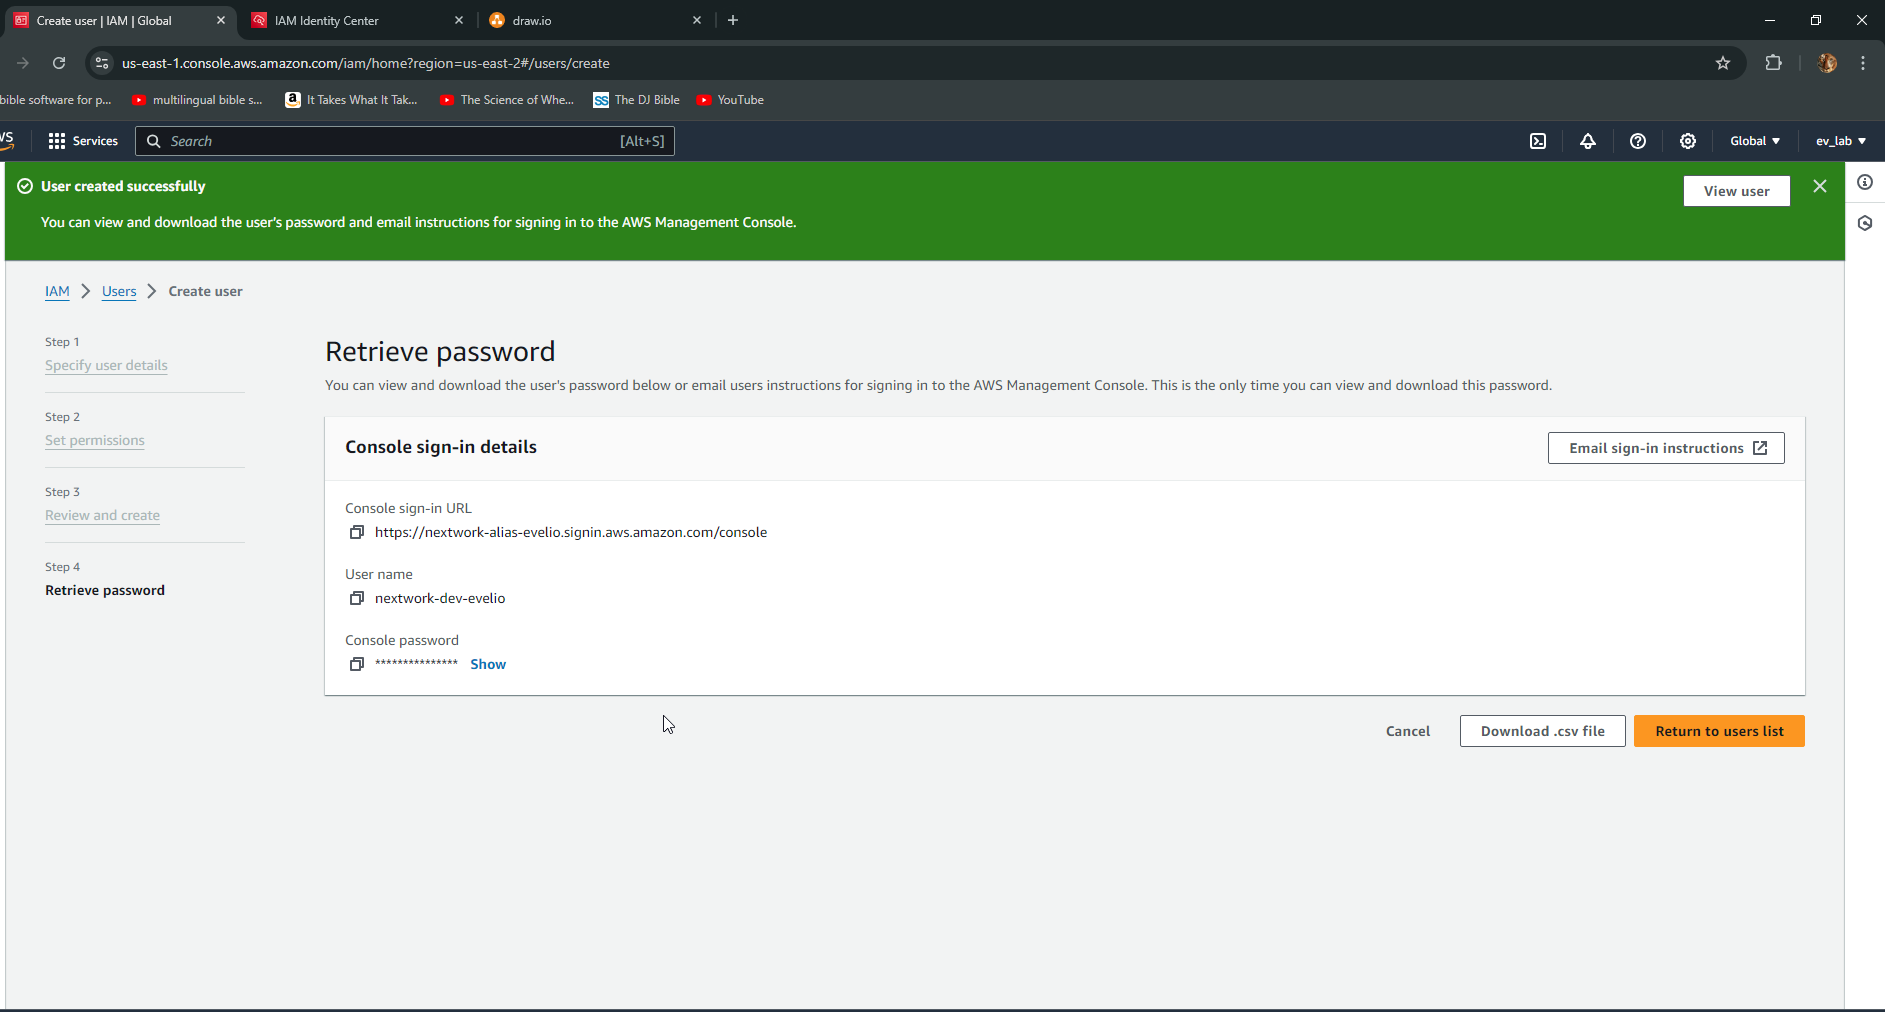 Create user | IAM | Global
IAM Identity Center
draw.io
us-east-1.console.aws.amazon.com/iam/home?region=us-east-2#/users/create
bible software for p...
multilingual bible s...
It Takes What It Tak...
The Science of Whe...
The DJ Bible
YouTube
Services
Search
[Alt+S]
Global
ev_lab
User created successfully
You can view and download the user's password and email instructions for signing in to the AWS Management Console.
View user
IAM > Users > Create user
Step 1
Specify user details
Step 2
Set permissions
Step 3
Review and create
Step 4
Retrieve password
Retrieve password
You can view and download the user's password below or email users instructions for signing in to the AWS Management Console. This is the only time you can view and download this password.
Console sign-in details
Email sign-in instructions
Console sign-in URL
https://nextwork-alias-evelio.signin.aws.amazon.com/console
User name
nextwork-dev-evelio
Console password
*************** Show
Cancel
Download .csv file
Return to users list